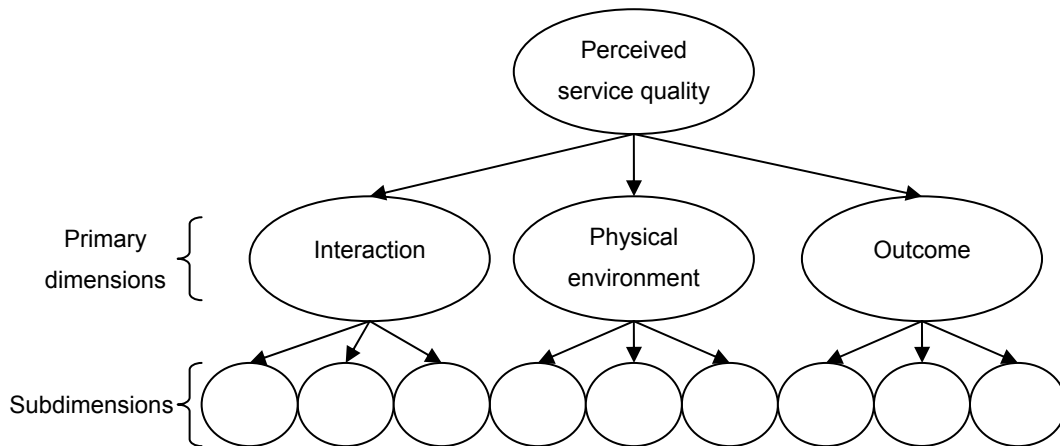 Perceived
service quality
Primary
dimensions
Interaction
Physical
environment
Outcome
Subdimensions